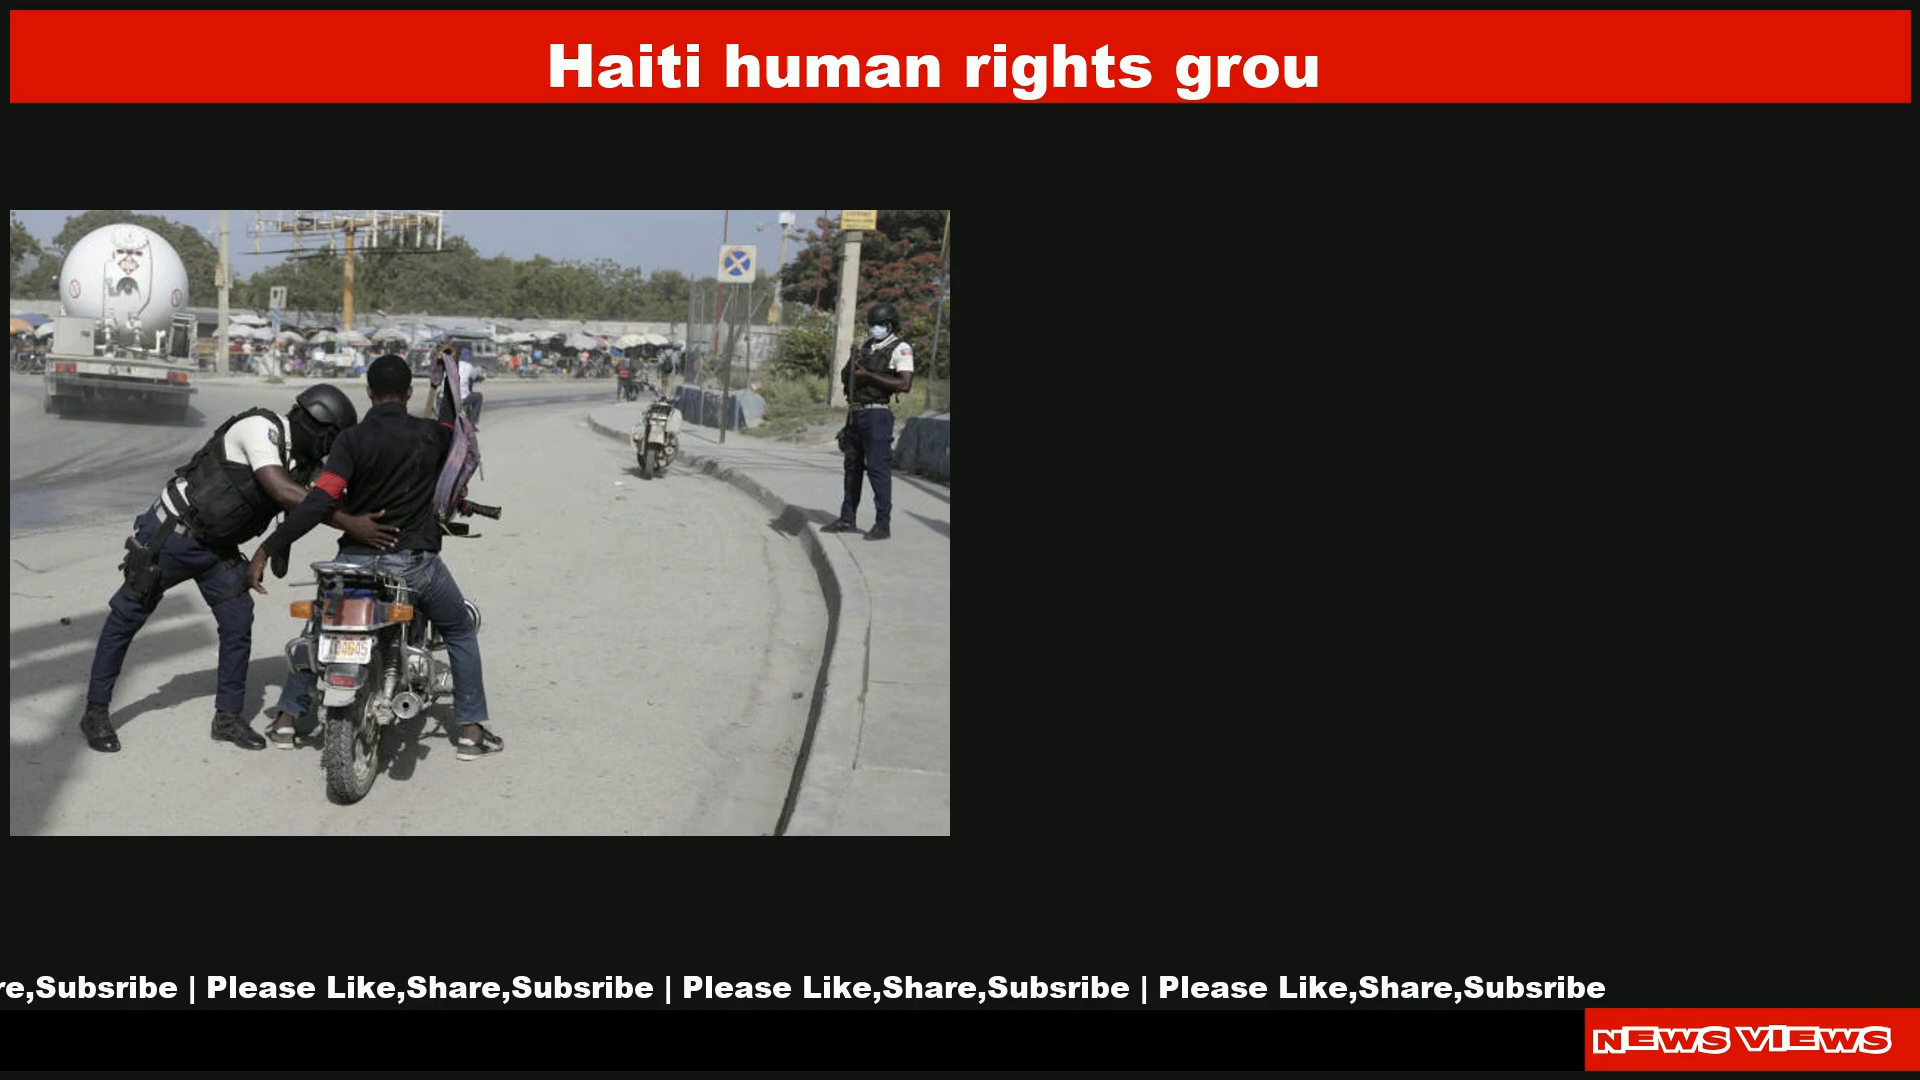 Haiti human rights grou
re,Subsribe | Please Like,Share,Subsribe | Please Like,Share,Subsribe | Please Like,Share,Subsribe
NEWS VIEWS